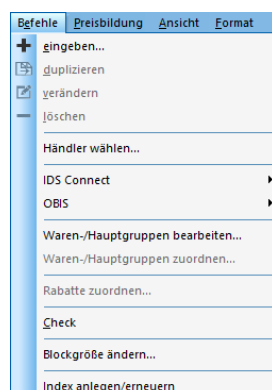 Befehle Preisbildung Ansicht Format
eingeben...
duplizieren
verändern
löschen
Händler wählen...
IDS Connect
OBIS
Waren-/Hauptgruppen bearbeiten...
Waren-/Hauptgruppen zuordnen...
Rabatte zuordnen...
Check
Blockgröße ändern...
Index anlegen/erneuern